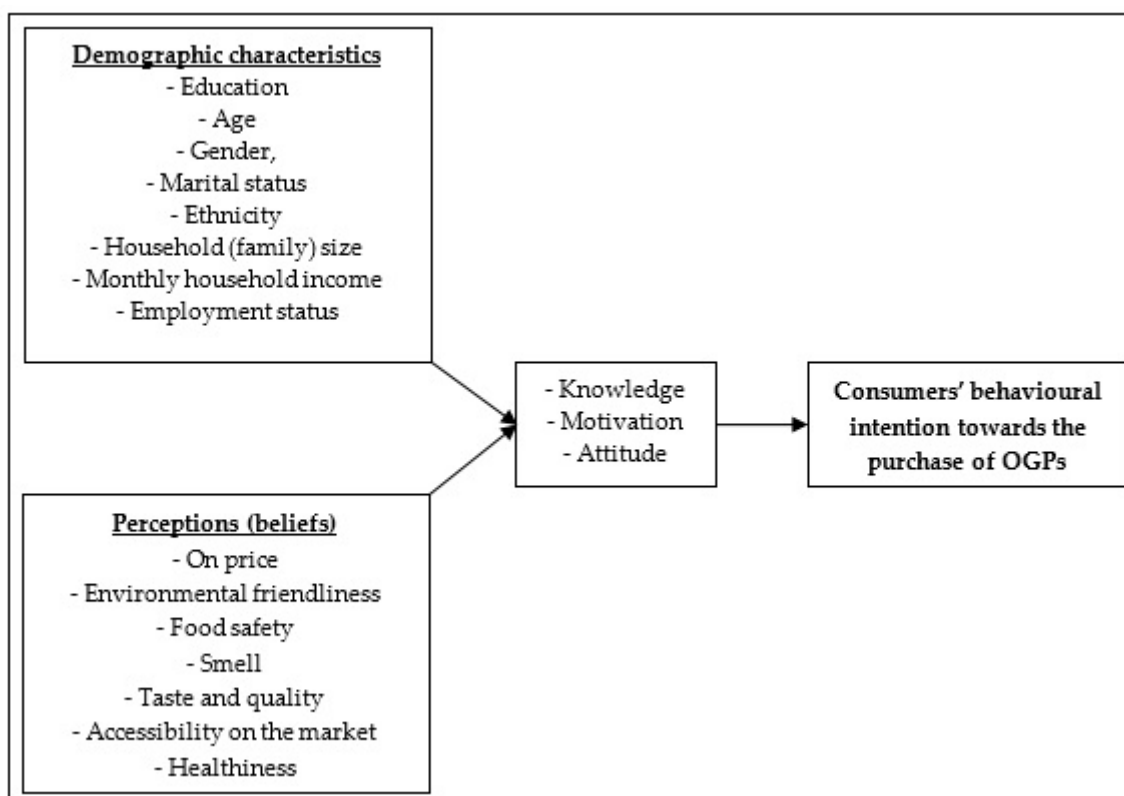 Demographic characteristics
- Education
- Age
- Gender,
- Marital status
- Ethnicity
- Household (family) size
- Monthly household income
- Employment status
- Knowledge
- Motivation
- Attitude
Consumers’ behavioural
intention towards the
purchase of OGPs
Perceptions (beliefs)
- On price
- Environmental friendliness
- Food safety
- Smell
- Taste and quality
- Accessibility on the market
- Healthiness